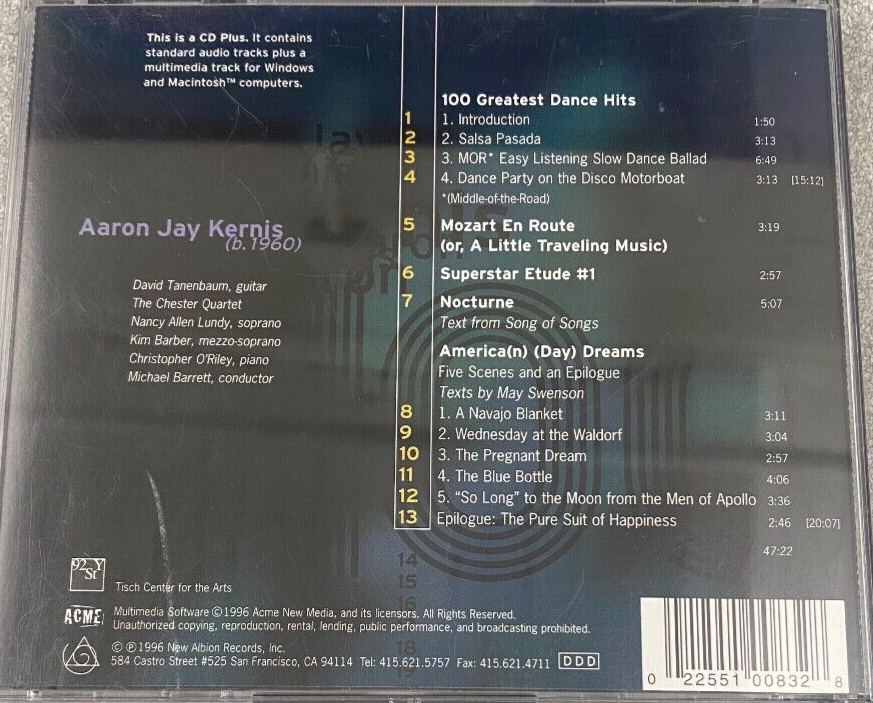 This is a CD Plus. It contains
standard audio tracks plus a
multimedia track for Windows
and Macintosh™ computers.
Aaron Jay Kernis
(b. 1960)
David Tanenbaum, guitar
The Chester Quartet
Nancy Allen Lundy, soprano
Kim Barber, mezzo-soprano
Christopher O'Riley, piano
Michael Barrett, conductor
100 Greatest Dance Hits
1 1. Introduction 1:50
2 2. Salsa Pasada 3:13
3 3. MOR* Easy Listening Slow Dance Ballad 6:49
4 4. Dance Party on the Disco Motorboat 3:13 [15:12]
*(Middle-of-the-Road)
5 Mozart En Route 3:19
(or, A Little Traveling Music)
6 Superstar Etude #1 2:57
7 Nocturne 5:07
Text from Song of Songs
America(n) (Day) Dreams
Five Scenes and an Epilogue
Texts by May Swenson
8 1. A Navajo Blanket 3:11
9 2. Wednesday at the Waldorf 3:04
10 3. The Pregnant Dream 2:57
11 4. The Blue Bottle 4:06
12 5. “So Long” to the Moon from the Men of Apollo 3:36
13 Epilogue: The Pure Suit of Happiness 2:46 [20:07]
47:22
14
15
16
18
19
92 St Y
Tisch Center for the Arts
ACME
Multimedia Software ©1996 Acme New Media, and its licensors. All Rights Reserved.
Unauthorized copying, reproduction, rental, lending, public performance, and broadcasting prohibited.
© ℗1996 New Albion Records, Inc.
584 Castro Street #525 San Francisco, CA 94114 Tel: 415.621.5757 Fax: 415.621.4711 DDD
0 22551 00832 8